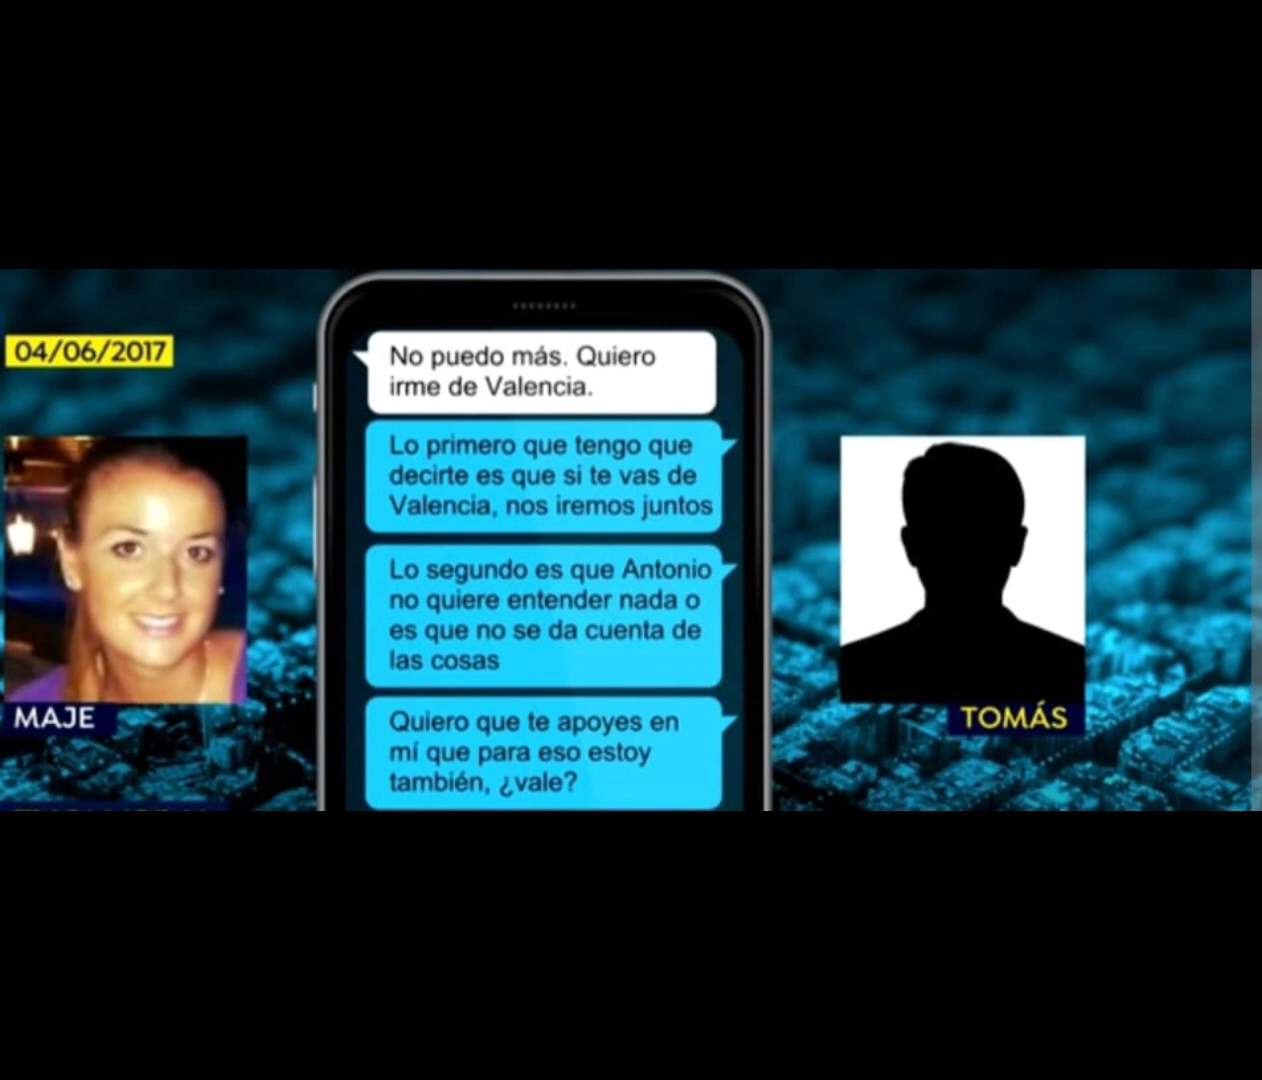 04/06/2017
No puedo más. Quiero
irme de Valencia.
Lo primero que tengo que
decirte es que si te vas de
Valencia, nos iremos juntos
Lo segundo es que Antonio
no quiere entender nada o
es que no se da cuenta de
las cosas
Quiero que te apoyes en
mí que para eso estoy
también, ¿vale?
MAJE
TOMÁS